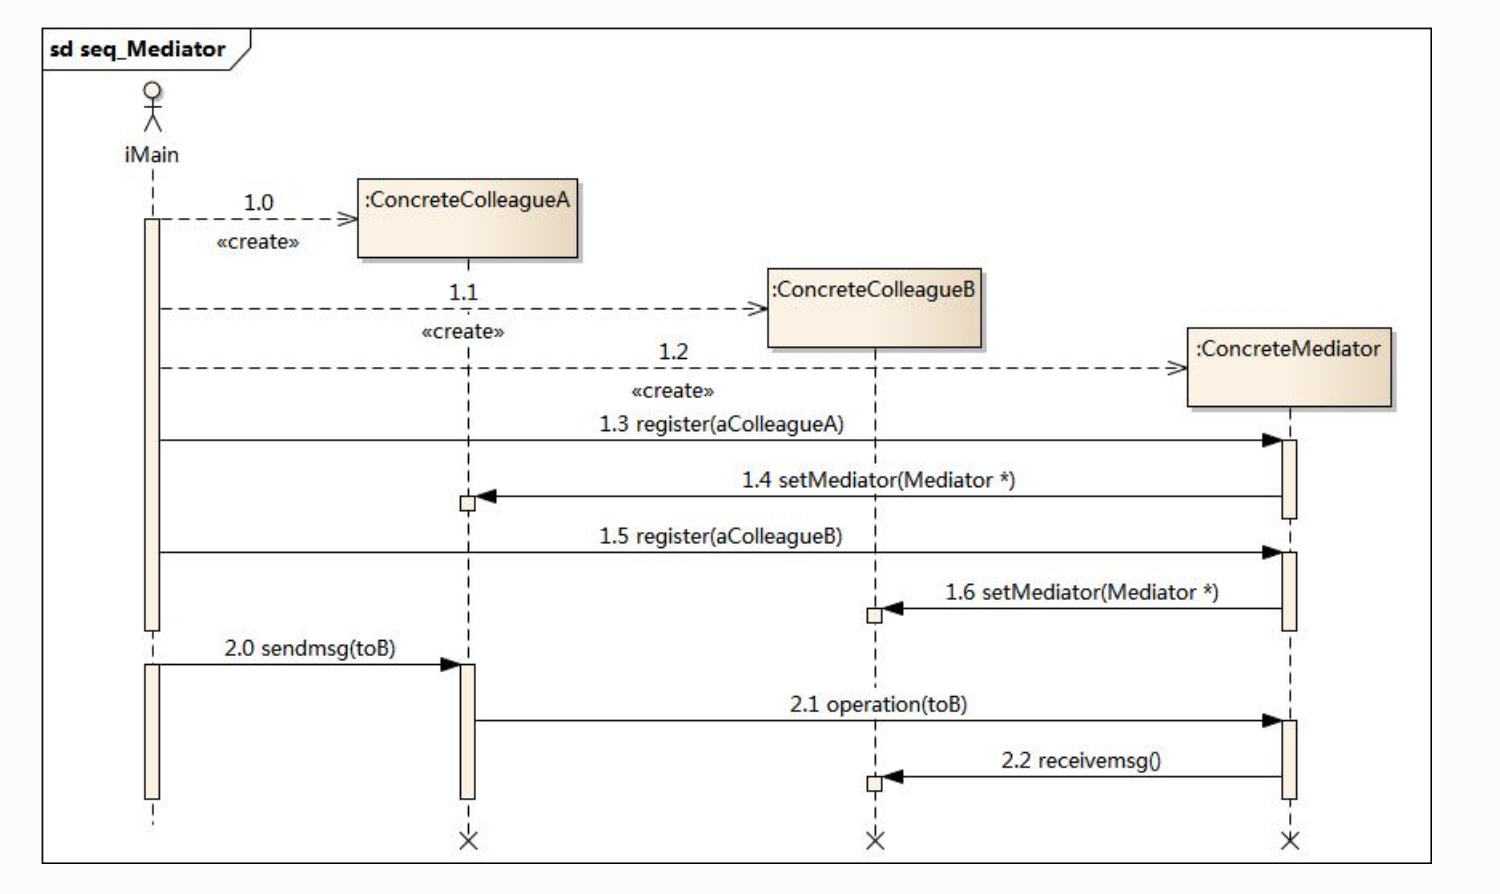 sd seq_Mediator
iMain
1.0
:ConcreteColleagueA
«create»
1.1
:ConcreteColleagueB
«create»
1.2
:ConcreteMediator
«create»
1.3 register(aColleagueA)
1.4 setMediator(Mediator *)
1.5 register(aColleagueB)
1.6 setMediator(Mediator *)
2.0 sendmsg(toB)
2.1 operation(toB)
2.2 receivemsg()